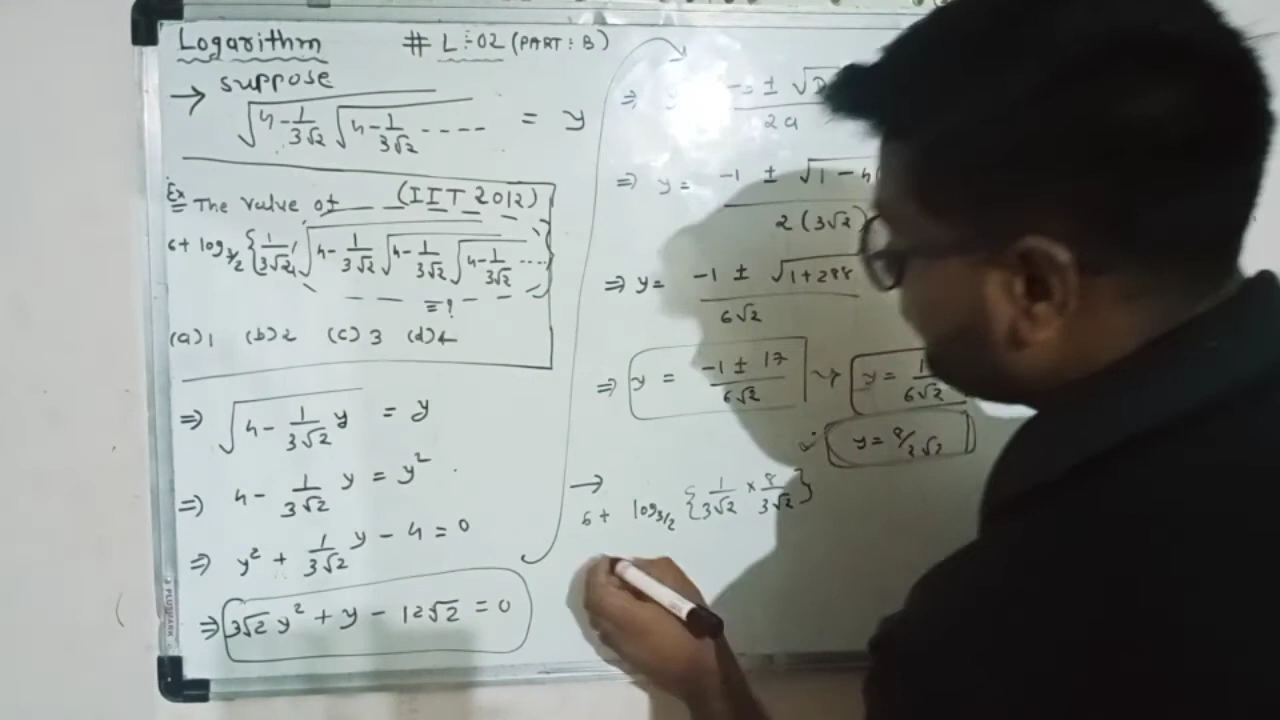 Logarithm # L:-02 (PART: B)
→ suppose
√4-1/3√2 √4-1/3√2 ---- = y
Ex The value of (IIT 2012)
6+ log3/2 {1/3√2 √4-1/3√2 √4-1/3√2 √4-1/3√2 ....
=?
(a) 1 (b) 2 (c) 3 (d) 4
⇒ √4-1/3√2 y = y
⇒ 4- 1/3√2 y = y²
⇒ y² + 1/3√2 y - 4 = 0
⇒ 3√2 y² + y - 12√2 = 0
⇒ ± √D
2a
⇒ y = -1 ± √1-4
2(3√2)
⇒ y = -1 ± √1+288
6√2
⇒ y = -1 ± 17 / 6√2 → y = 1 / 6√2
y = 8/3√2
→
6+ log3/2 {1/3√2 × 8/3√2}
PLUSMARK